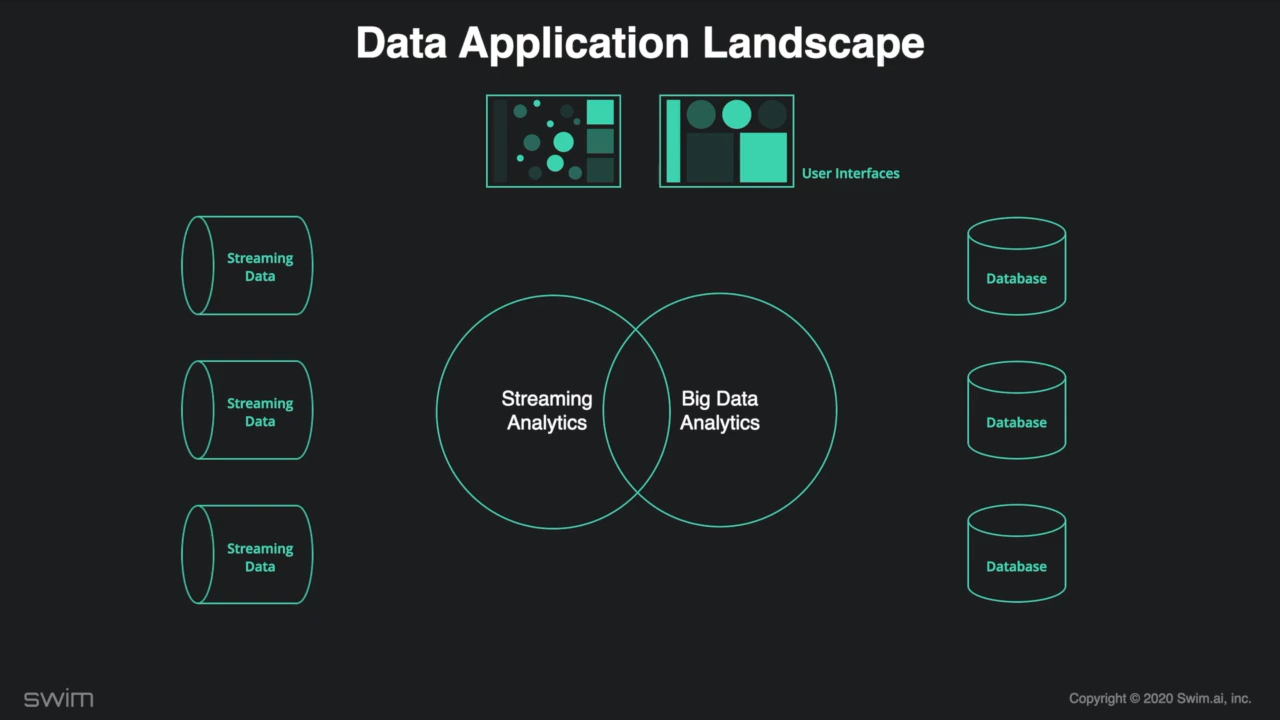 Data Application Landscape
User Interfaces
Streaming
Data
Database
Streaming
Analytics
Big Data
Analytics
Streaming
Data
Database
Streaming
Data
Database
swim
Copyright © 2020 Swim.ai, inc.